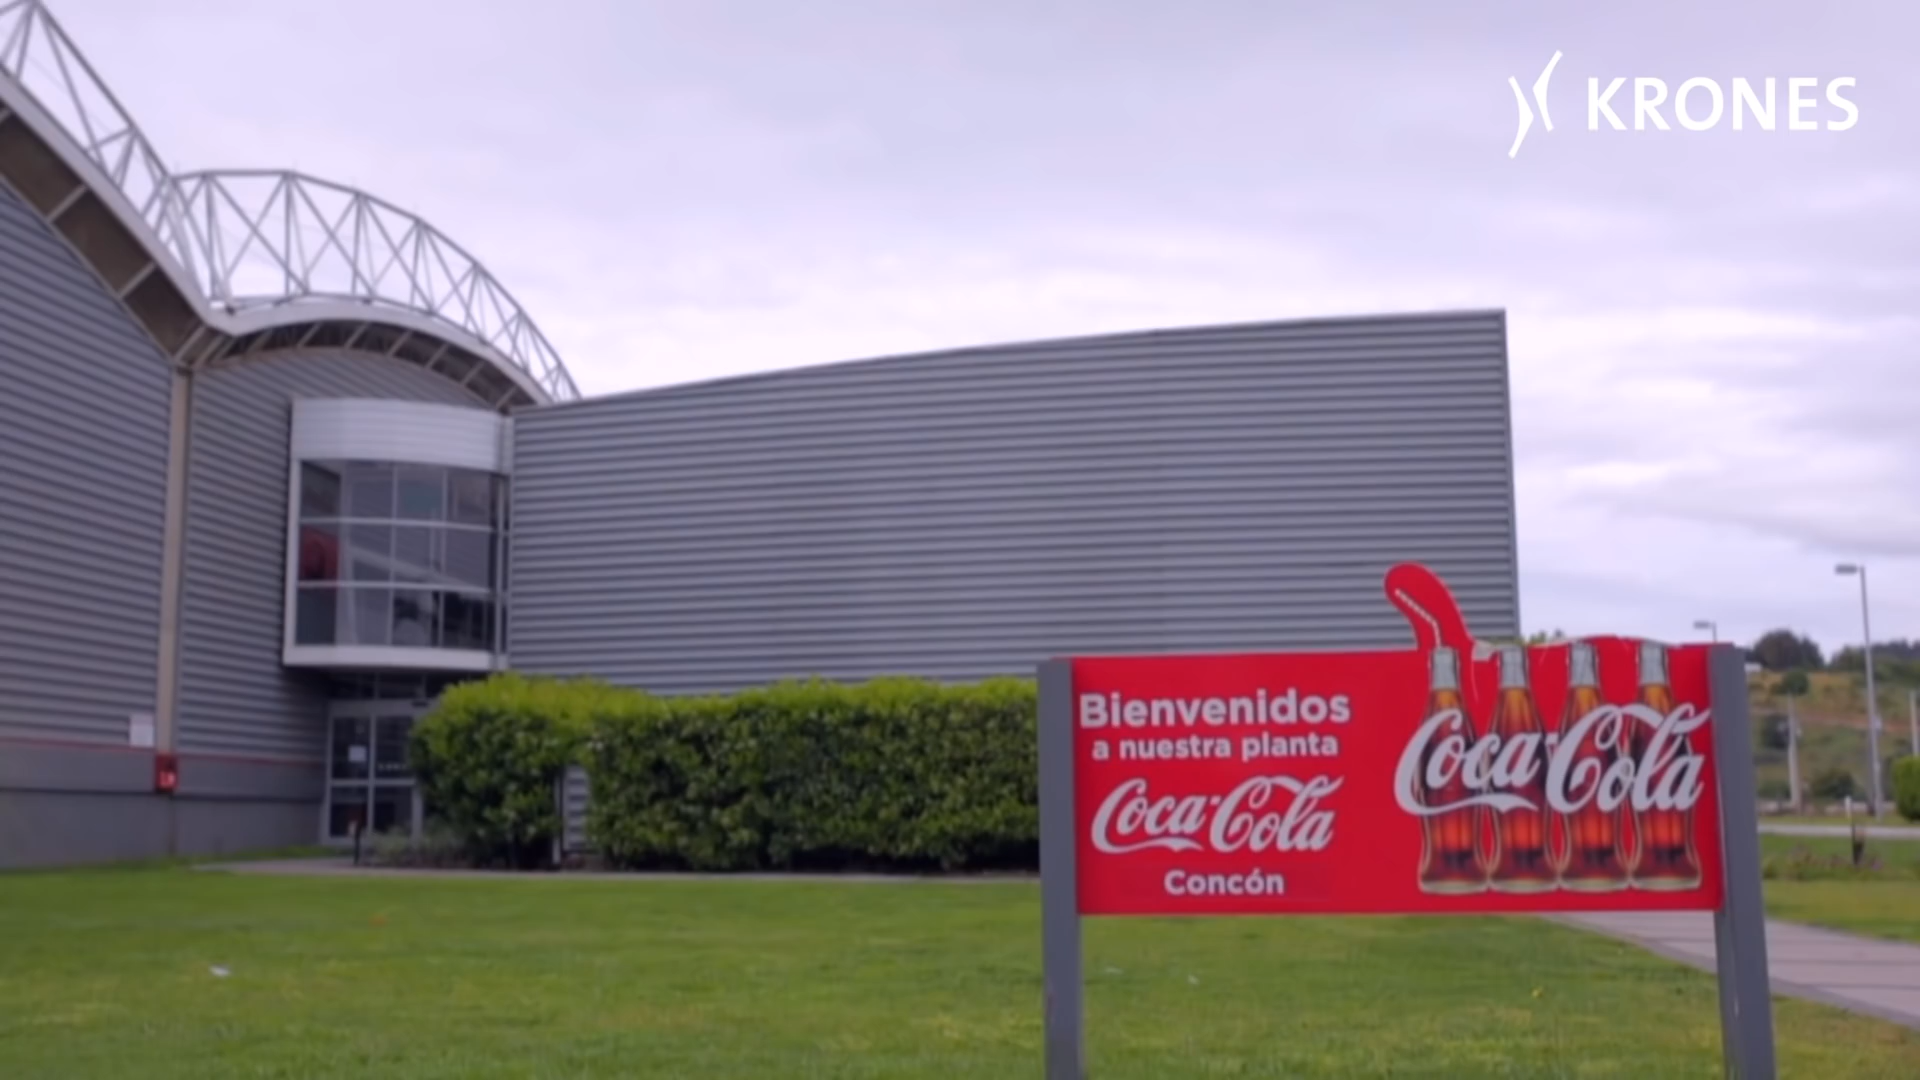 KRONES
Bienvenidos
a nuestra planta
Coca-Cola
Concón
Coca-Cola